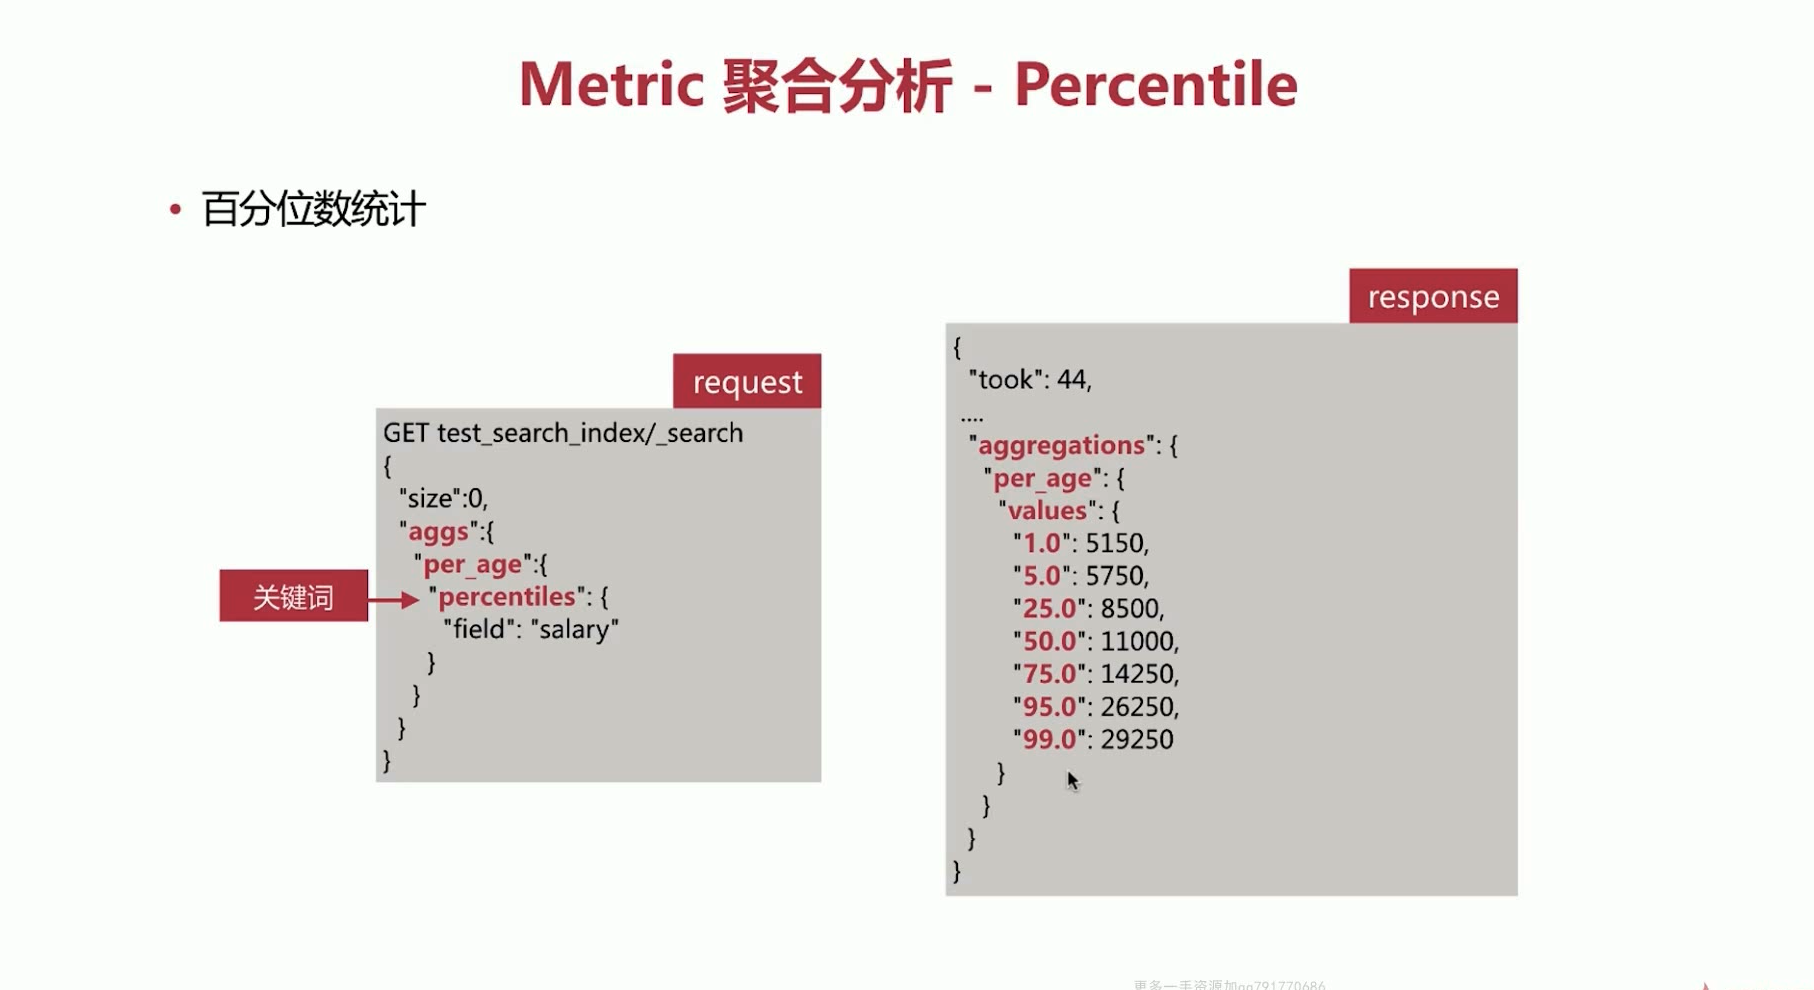 Metric 聚合分析 - Percentile
• 百分位数统计
request
GET test_search_index/_search
{
"size":0,
"aggs":{
"per_age":{
"percentiles": {
"field": "salary"
}
}
}
}
关键词
response
{
"took": 44,
....
"aggregations": {
"per_age": {
"values": {
"1.0": 5150,
"5.0": 5750,
"25.0": 8500,
"50.0": 11000,
"75.0": 14250,
"95.0": 26250,
"99.0": 29250
}
}
}
}
更多一手资源加qq791770686